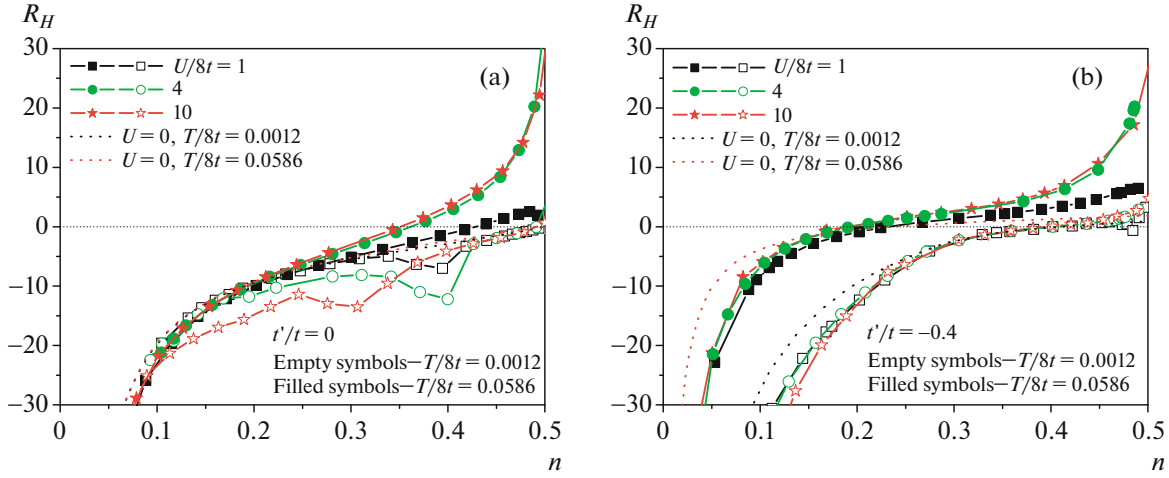 R_H
30
20
10
0
−10
−20
−30
(a)
U/8t = 1
4
10
U = 0, T/8t = 0.0012
U = 0, T/8t = 0.0586
t'/t = 0
Empty symbols−T/8t = 0.0012
Filled symbols−T/8t = 0.0586
0 0.1 0.2 0.3 0.4 0.5
n
R_H
30
20
10
0
−10
−20
−30
(b)
U/8t = 1
4
10
U = 0, T/8t = 0.0012
U = 0, T/8t = 0.0586
t'/t = −0.4
Empty symbols−T/8t = 0.0012
Filled symbols−T/8t = 0.0586
0 0.1 0.2 0.3 0.4 0.5
n